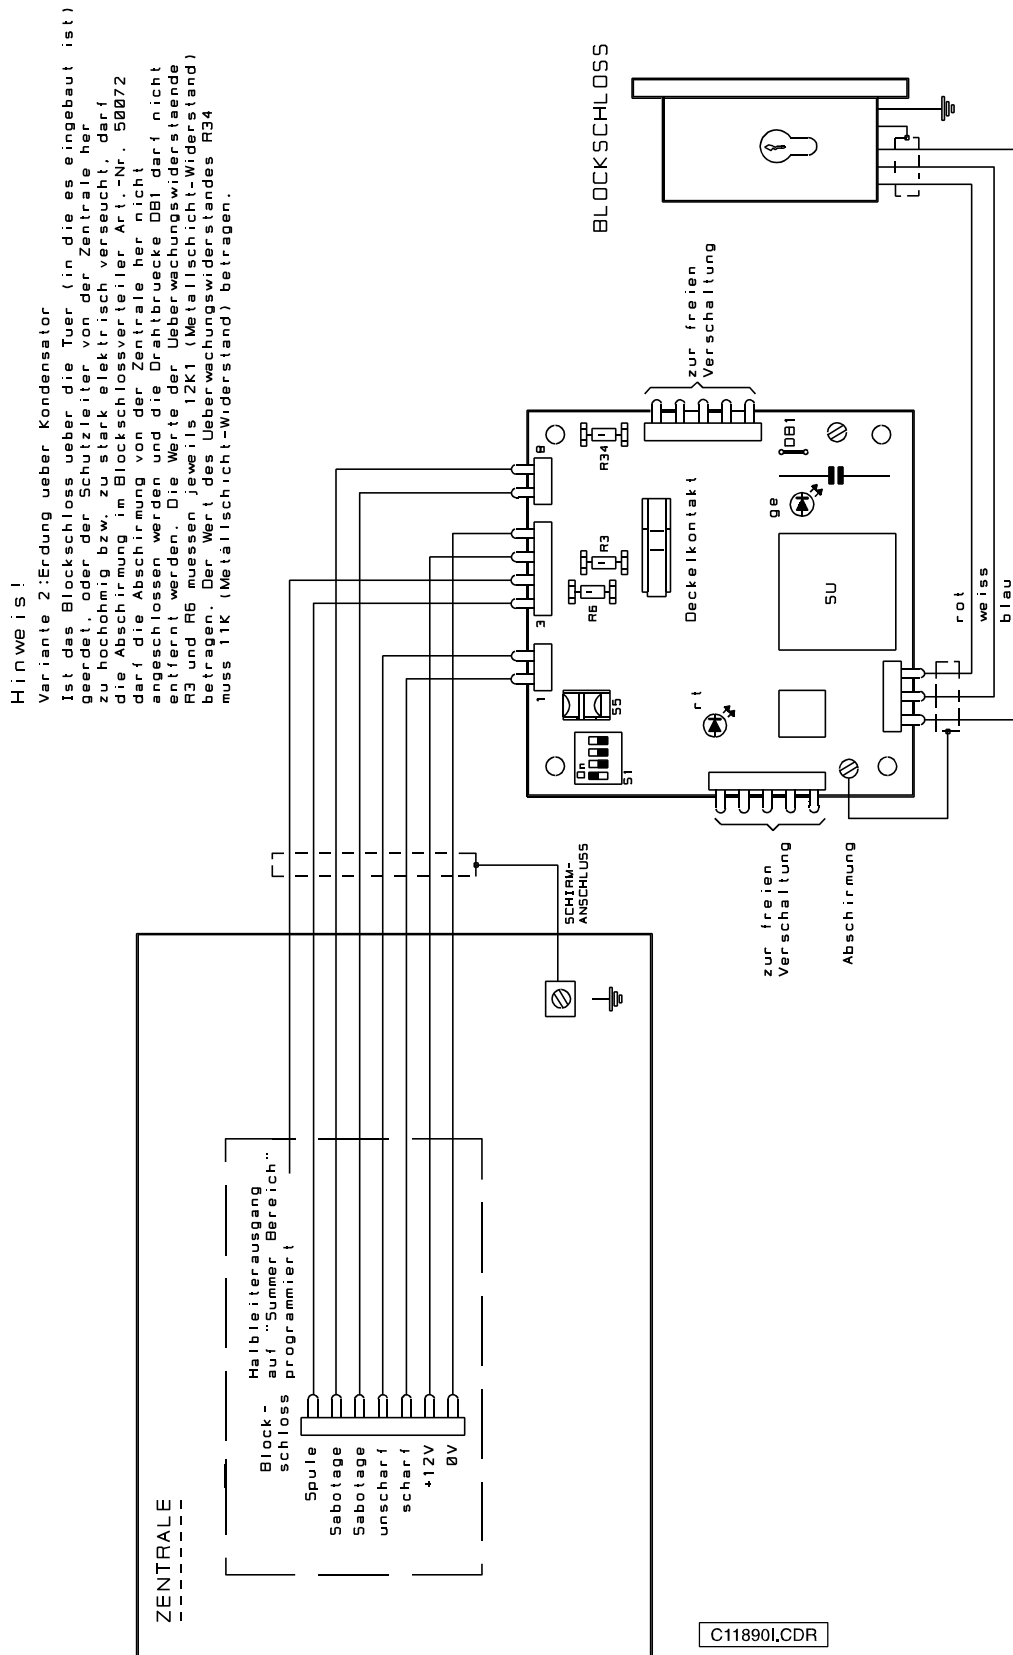 Hinweis!
Variante 2:Erdung ueber Kondensator
Ist das Blockschloss ueber die Tuer (in die es eingebaut ist)
geerdet, oder der Schutzleiter von der Zentrale her
zu hochohmig bzw. zu stark elektrisch verseucht, darf
die Abschirmung im Blockschlossverteiler Art.-Nr. 50072
darf die Abschirmung von der Zentrale her nicht
angeschlossen werden und die Drahtbruecke DB1 darf nicht
entfernt werden. Die Werte der Ueberwachungswiderstaende
R3 und R6 muessen jeweils 12K1 (Metallschicht-Widerstand)
betragen. Der Wert des Ueberwachungswiderstandes R34
muss 11K (Metallschicht-Widerstand) betragen.
BLOCKSCHLOSS
zur freien
Verschaltung
8
3
1
R34
R3
R6
DB1
ge
Deckelkontakt
SU
rt
S5
On
S1
rot
weiss
blau
zur freien
Verschaltung
Abschirmung
SCHIRM-
ANSCHLUSS
ZENTRALE
Halbleiterausgang
auf "Summer Bereich"
programmiert
Block-
schloss
Spule
Sabotage
Sabotage
unscharf
scharf
+12V
0V
C11890I.CDR